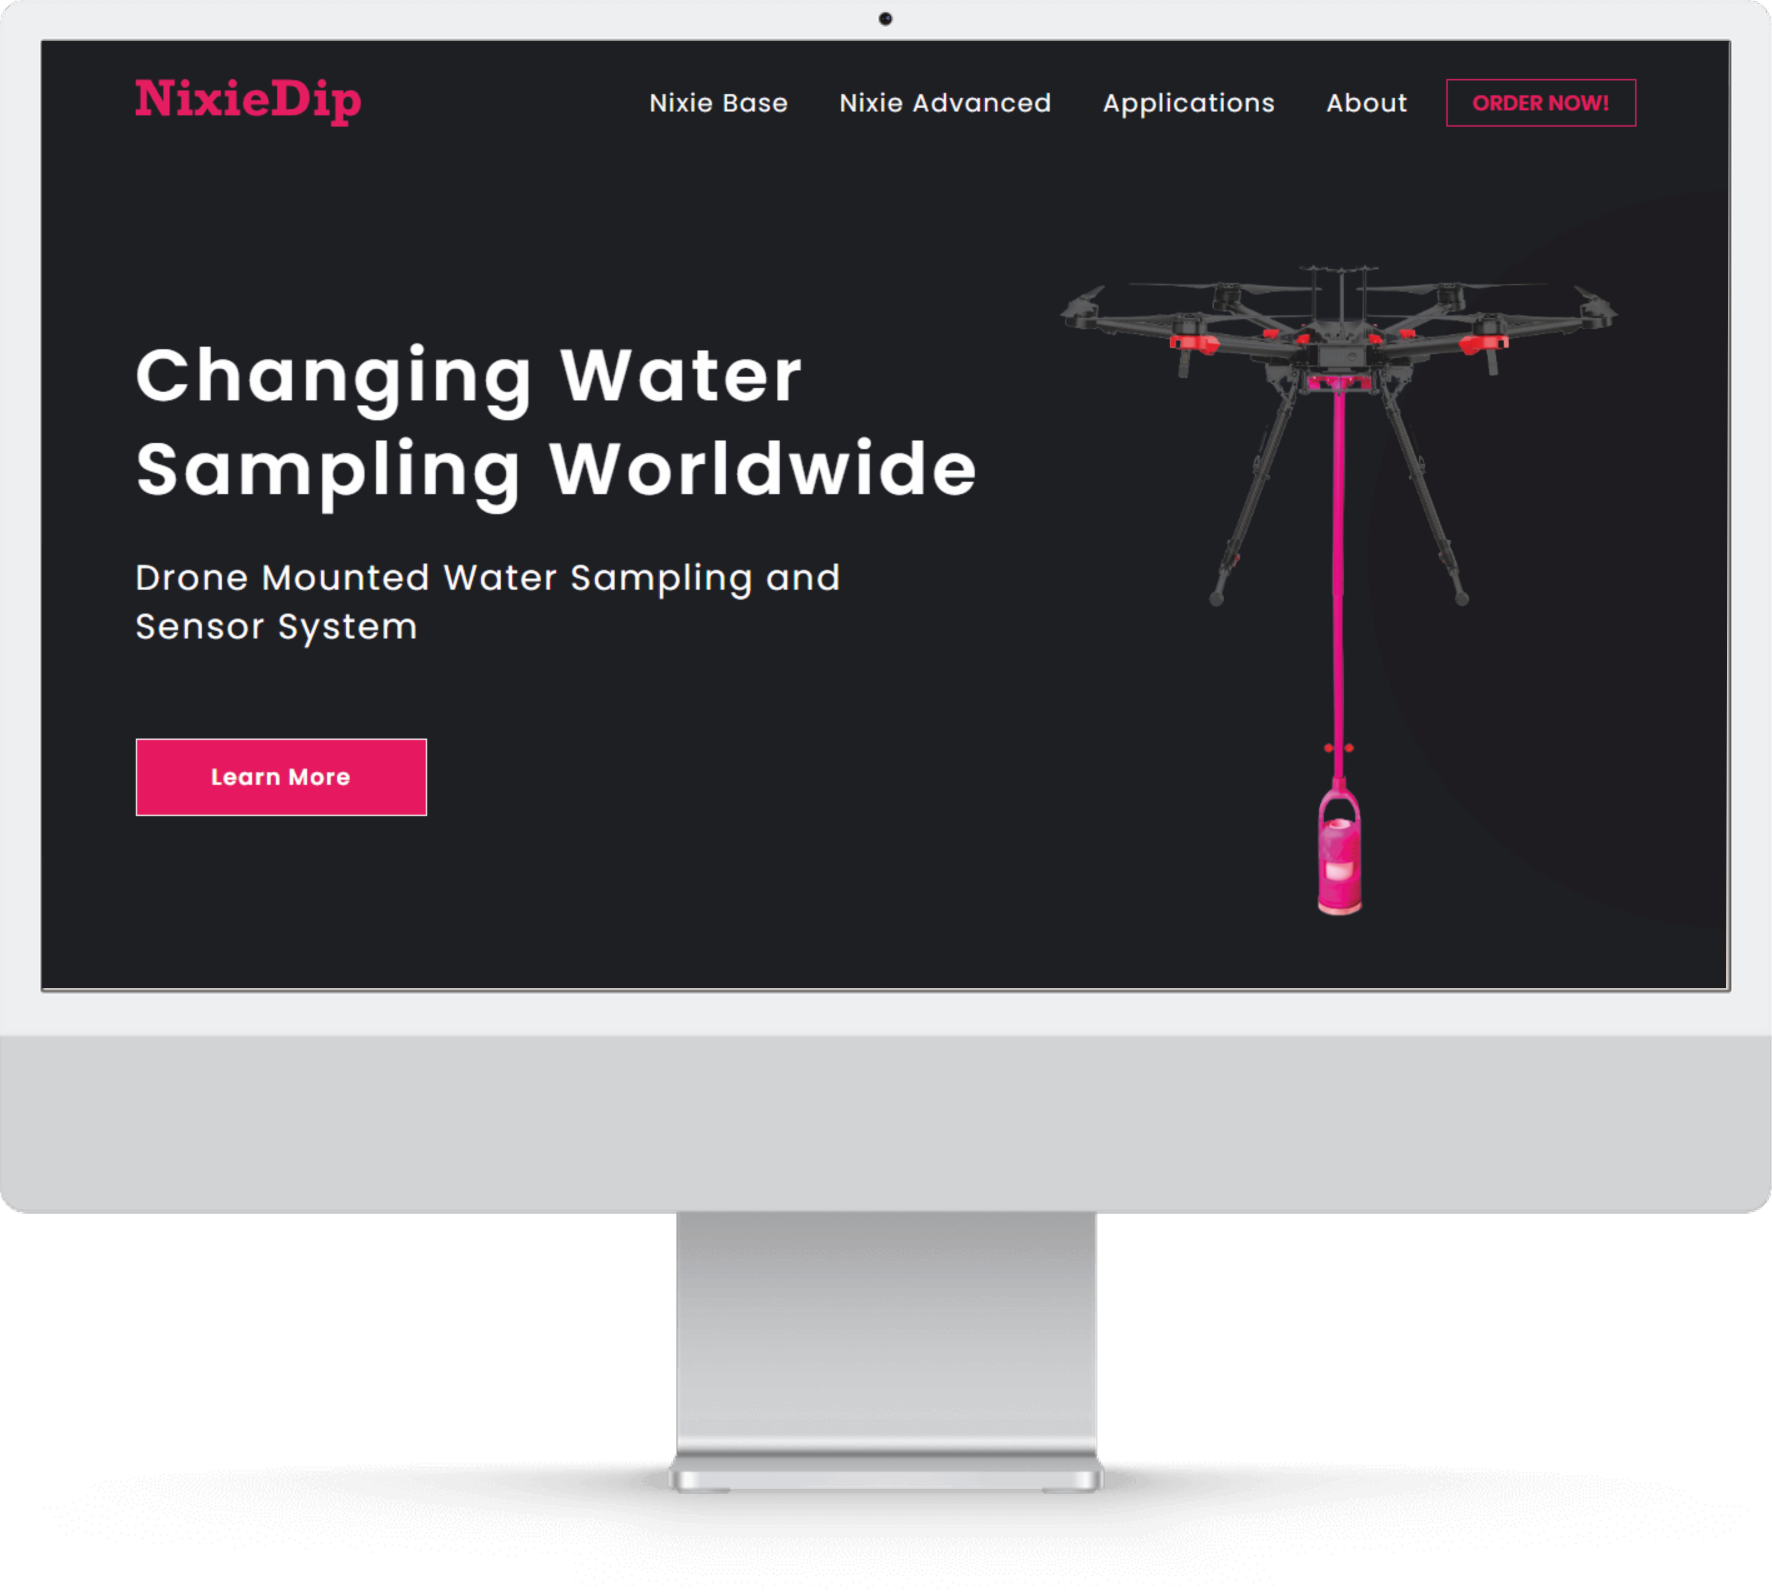 NixieDip
Nixie Base
Nixie Advanced
Applications
About
ORDER NOW!
Changing Water
Sampling Worldwide
Drone Mounted Water Sampling and
Sensor System
Learn More